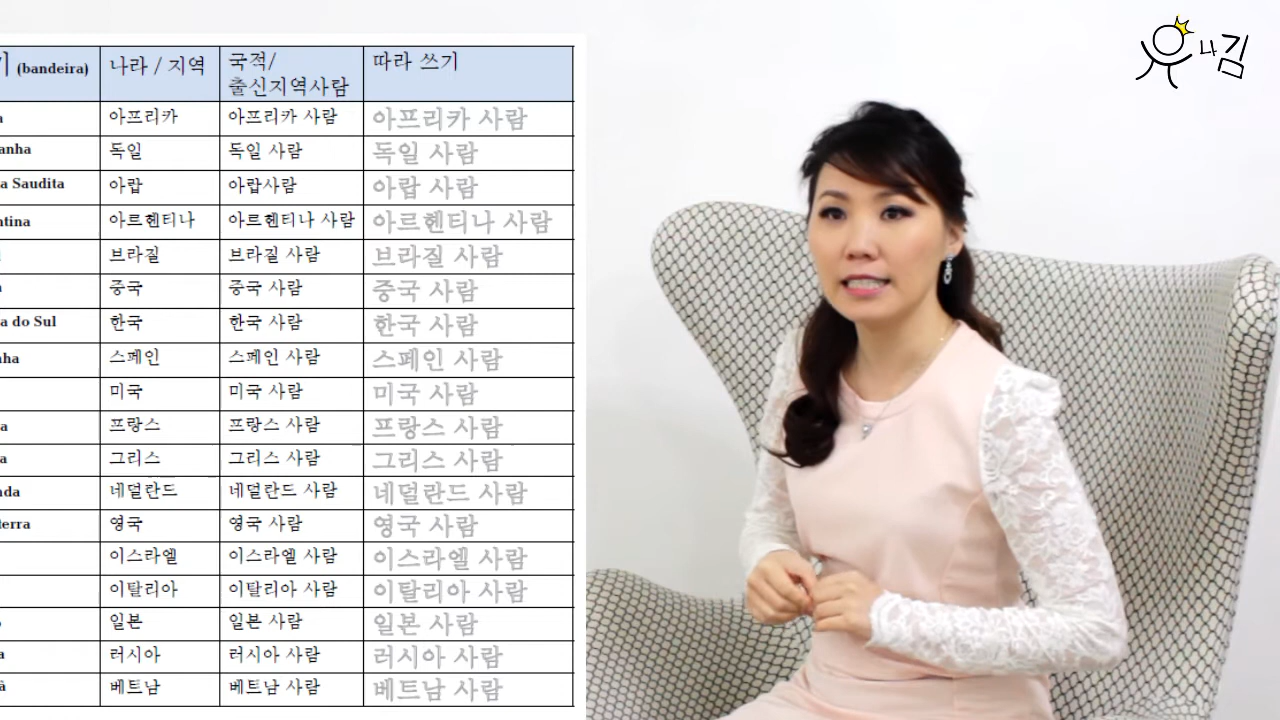 기 (bandeira) 나라 / 지역 국적/ 출신지역사람 따라 쓰기
아프리카 아프리카 사람 아프리카 사람
anha 독일 독일 사람 독일 사람
a Saudita 아랍 아랍사람 아랍 사람
ntina 아르헨티나 아르헨티나 사람 아르헨티나 사람
브라질 브라질 사람 브라질 사람
중국 중국 사람 중국 사람
a do Sul 한국 한국 사람 한국 사람
nha 스페인 스페인 사람 스페인 사람
미국 미국 사람 미국 사람
a 프랑스 프랑스 사람 프랑스 사람
a 그리스 그리스 사람 그리스 사람
nda 네덜란드 네덜란드 사람 네덜란드 사람
terra 영국 영국 사람 영국 사람
이스라엘 이스라엘 사람 이스라엘 사람
이탈리아 이탈리아 사람 이탈리아 사람
일본 일본 사람 일본 사람
a 러시아 러시아 사람 러시아 사람
ã 베트남 베트남 사람 베트남 사람
유나김